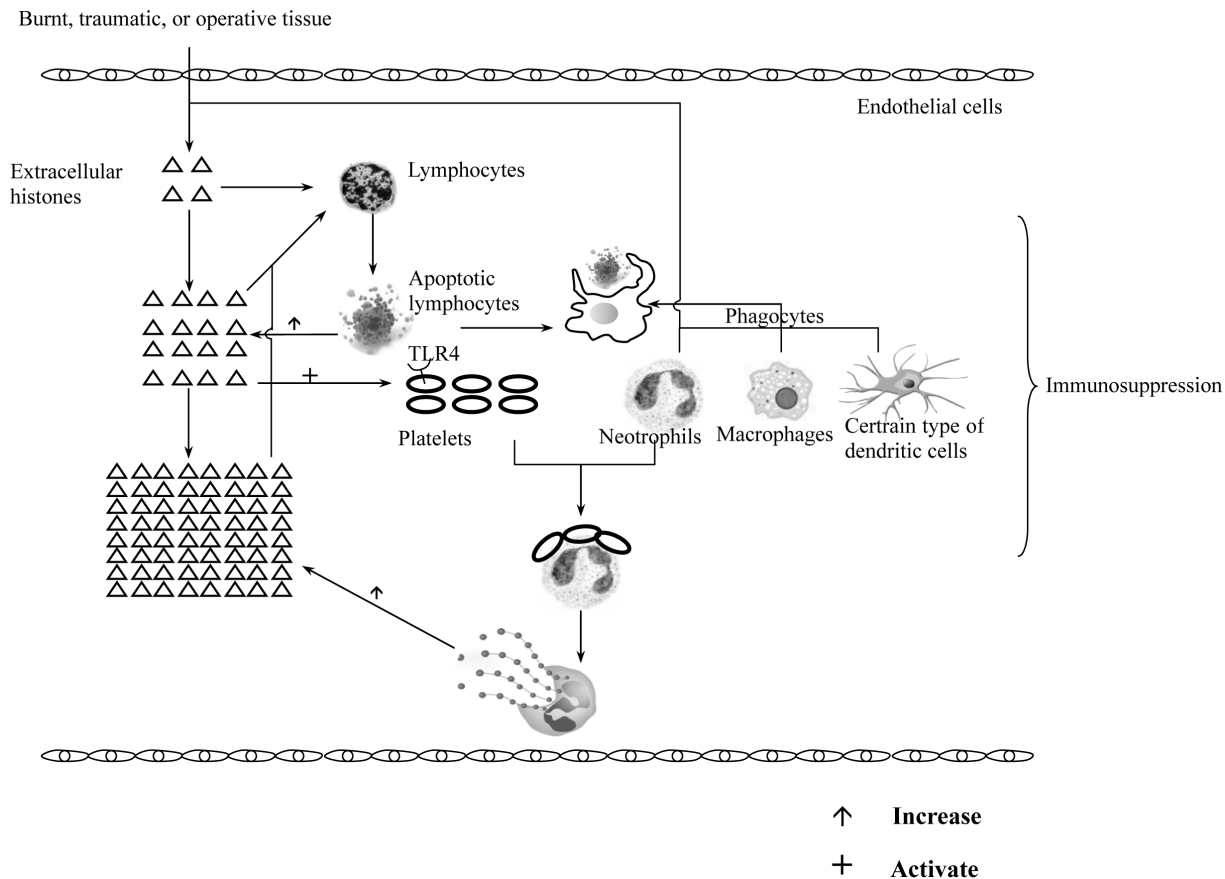 Burnt, traumatic, or operative tissue
Endothelial cells
Extracellular
histones
Lymphocytes
Apoptotic
lymphocytes
Phagocytes
TLR4
Platelets
Neotrophils
Macrophages
Certrain type of
dendritic cells
Immunosuppression
↑ Increase
+ Activate